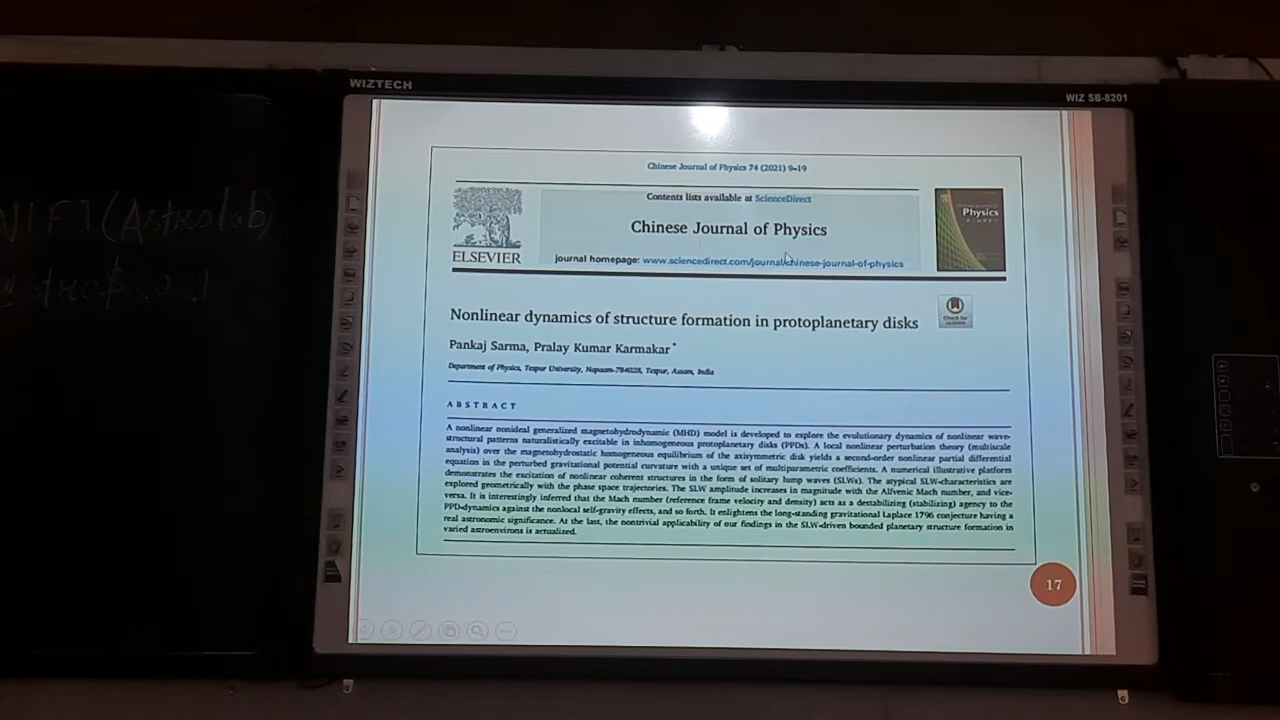 WIZTECH
WIZ SB-8201
(Astrolab)
Chinese Journal of Physics 74 (2021) 9–19
Contents lists available at ScienceDirect
Chinese Journal of Physics
journal homepage: www.sciencedirect.com/journal/chinese-journal-of-physics
ELSEVIER
Physics
Nonlinear dynamics of structure formation in protoplanetary disks
Check for
updates
Pankaj Sarma, Pralay Kumar Karmakar*
Department of Physics, Tezpur University, Napaam-784028, Tezpur, Assam, India
ABSTRACT
A nonlinear nonideal generalized magnetohydrodynamic (MHD) model is developed to explore the evolutionary dynamics of nonlinear wave-
structural patterns naturalistically excitable in inhomogeneous protoplanetary disks (PPDs). A local nonlinear perturbation theory (multiscale
analysis) over the magnetohydrostatic homogeneous equilibrium of the axisymmetric disk yields a second-order nonlinear partial differential
equation in the perturbed gravitational potential curvature with a unique set of multiparametric coefficients. A numerical illustrative platform
demonstrates the excitation of nonlinear coherent structures in the form of solitary lump waves (SLWs). The atypical SLW-characteristics are
explored geometrically with the phase space trajectories. The SLW amplitude increases in magnitude with the Alfvenic Mach number, and vice-
versa. It is interestingly inferred that the Mach number (reference frame velocity and density) acts as a destabilizing (stabilizing) agency to the
PPD-dynamics against the nonlocal self-gravity effects, and so forth. It enlightens the long-standing gravitational Laplace 1796 conjecture having a
real astronomic significance. At the last, the nontrivial applicability of our findings in the SLW-driven bounded planetary structure formation in
varied astroenvirons is actualized.
17